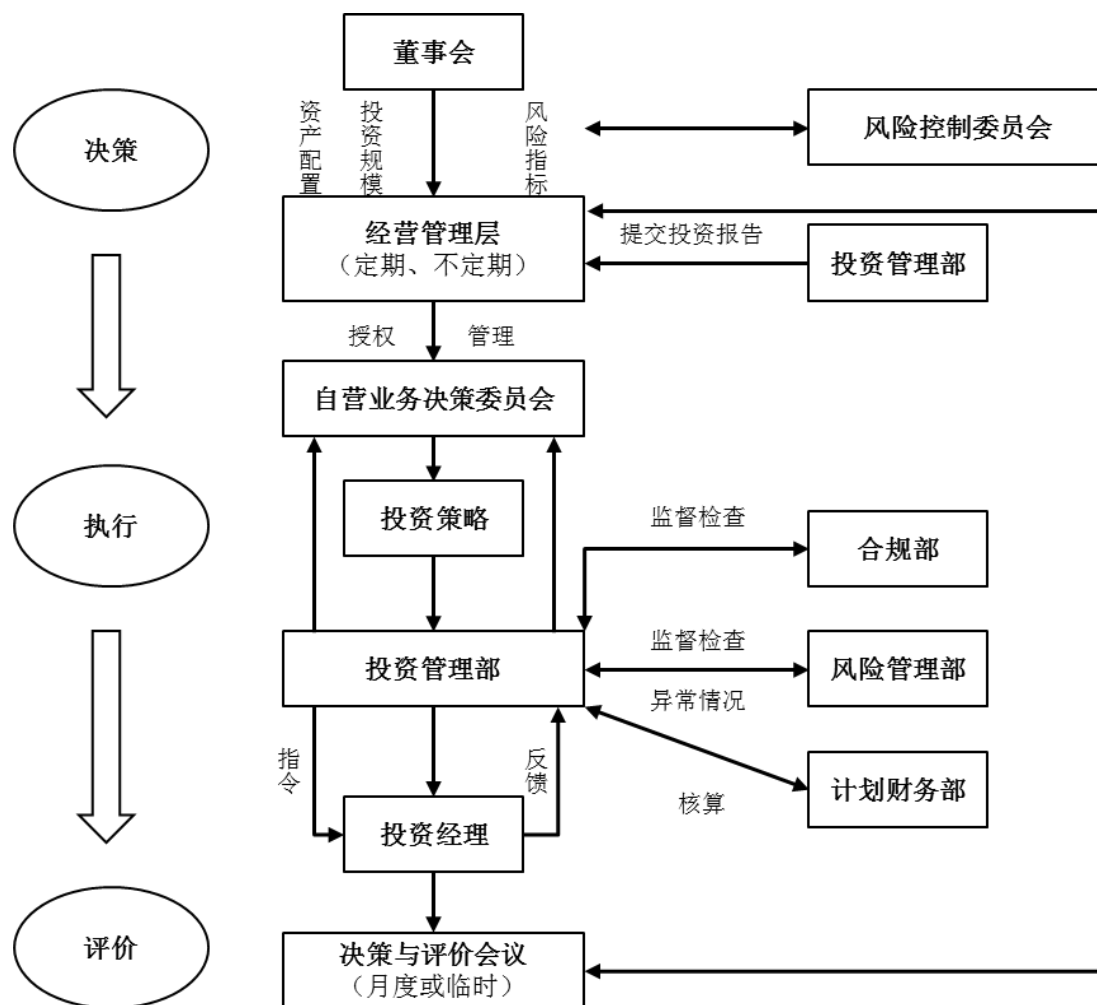 董事会
资产配置
投资规模
风险指标
风险控制委员会
决策
经营管理层
（定期、不定期）
提交投资报告
投资管理部
授权
管理
自营业务决策委员会
执行
投资策略
监督检查
合规部
投资管理部
监督检查
风险管理部
异常情况
指令
反馈
核算
计划财务部
投资经理
评价
决策与评价会议
（月度或临时）